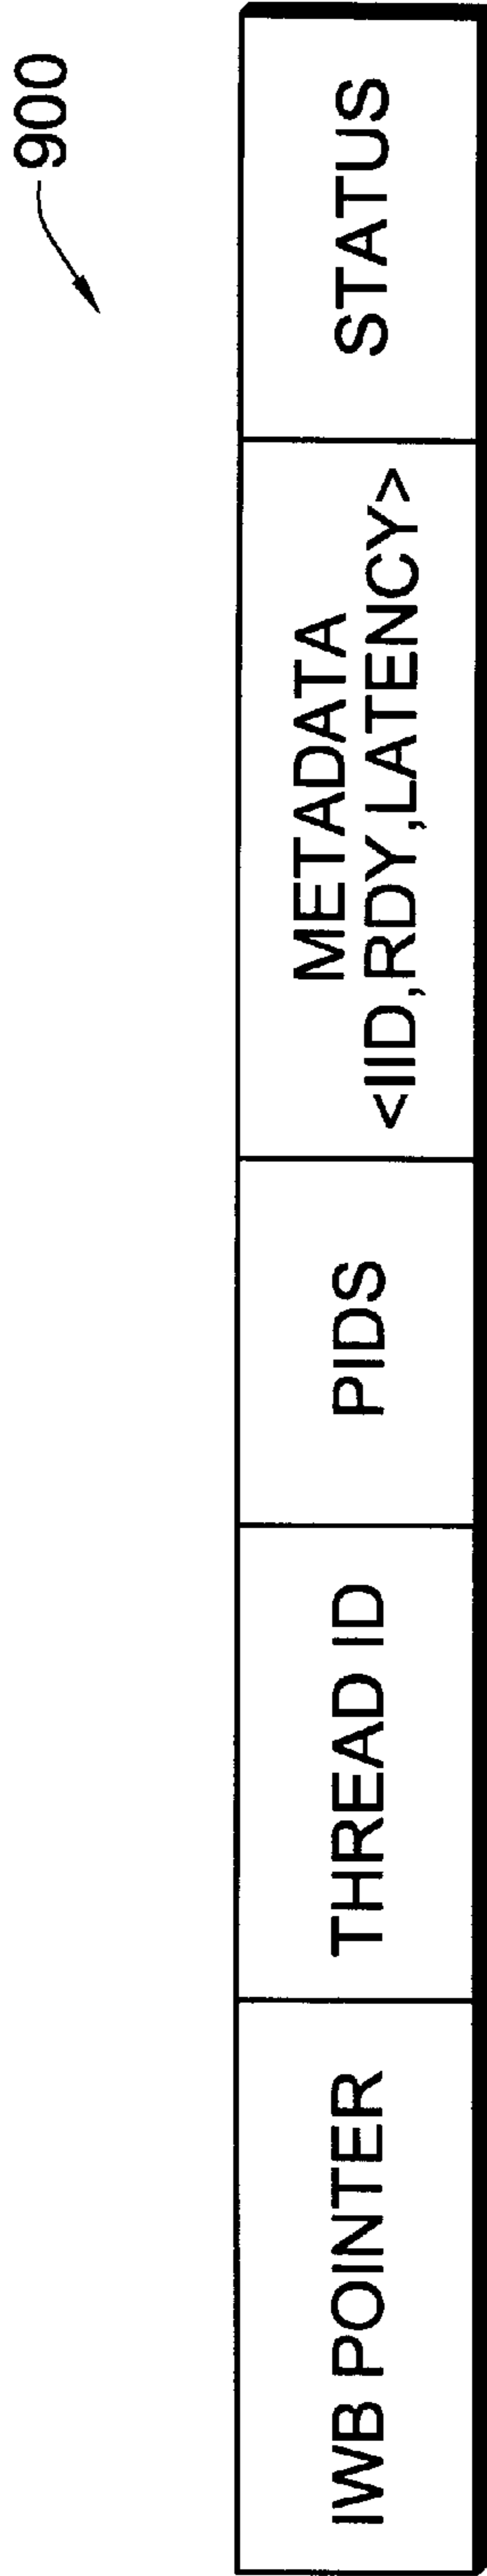 900
IWB POINTER
THREAD ID
PIDS
METADATA
<IID,RDY,LATENCY>
STATUS